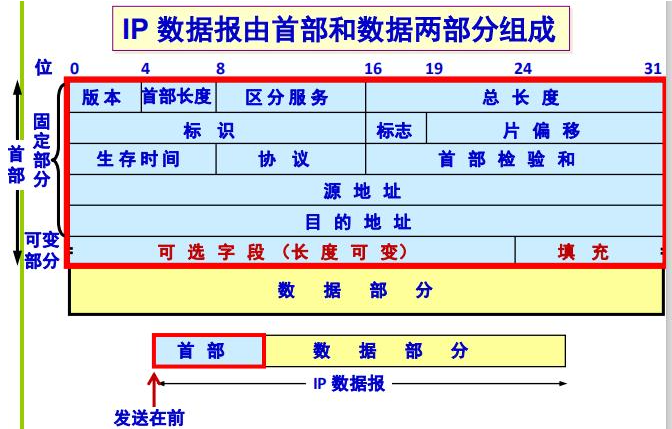 IP 数据报由首部和数据两部分组成
位 0 4 8 16 19 24 31
版本 首部长度 区分服务 总长度
标识 标志 片偏移
生存时间 协议 首部检验和
源地址
目的地址
可选字段（长度可变） 填充
数据部分
首部
固定部分
可变部分
首部 数据部分
IP 数据报
发送在前